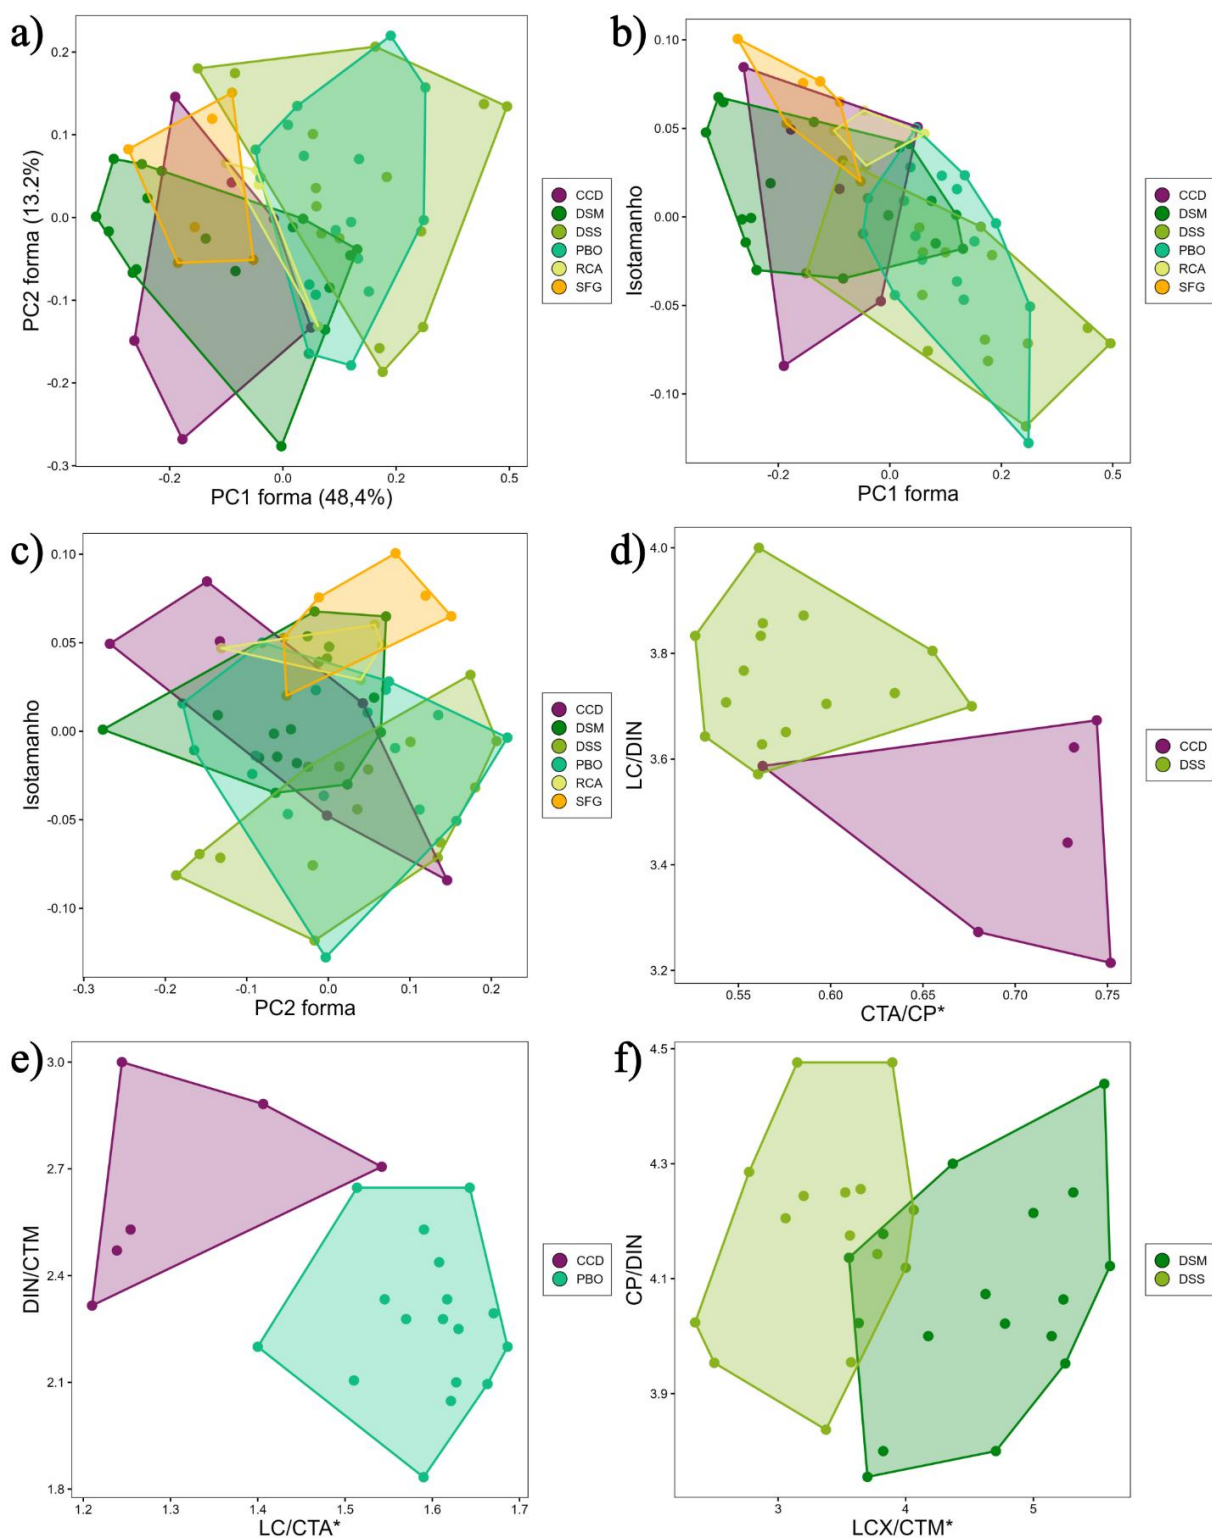 a)
PC2 forma (13.2%)
0.2
0.1
0.0
-0.1
-0.2
-0.3
-0.2
0.0
0.2
0.5
PC1 forma (48,4%)
CCD
DSM
DSS
PBO
RCA
SFG
b)
Isotamanho
0.10
0.05
0.00
-0.05
-0.10
-0.2
0.0
0.2
0.5
PC1 forma
CCD
DSM
DSS
PBO
RCA
SFG
c)
Isotamanho
0.10
0.05
0.00
-0.05
-0.10
-0.3
-0.2
-0.1
0.0
0.1
0.2
PC2 forma
CCD
DSM
DSS
PBO
RCA
SFG
d)
LC/DIN
4.0
3.8
3.6
3.4
3.2
0.55
0.60
0.65
0.70
0.75
CTA/CP*
CCD
DSS
e)
DIN/CTM
3.0
2.7
2.4
2.1
1.8
1.2
1.3
1.4
1.5
1.6
1.7
LC/CTA*
CCD
PBO
f)
CP/DIN
4.5
4.3
4.1
3.9
3
4
5
LCX/CTM*
DSM
DSS